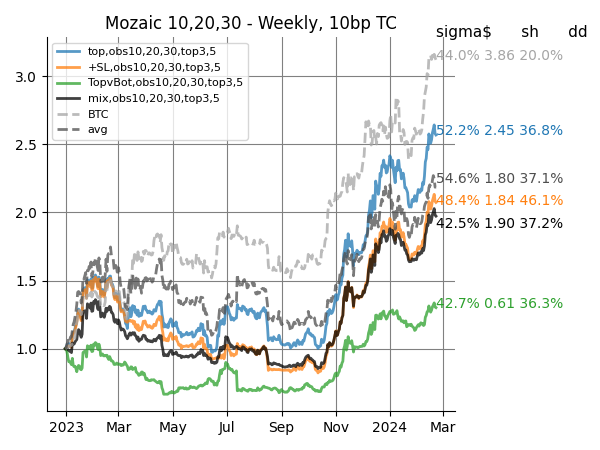 Mozaic 10,20,30 - Weekly, 10bp TC
sigma$ sh dd
top,obs10,20,30,top3,5
+SL,obs10,20,30,top3,5
TopvBot,obs10,20,30,top3,5
mix,obs10,20,30,top3,5
BTC
avg
44.0% 3.86 20.0%
52.2% 2.45 36.8%
54.6% 1.80 37.1%
48.4% 1.84 46.1%
42.5% 1.90 37.2%
42.7% 0.61 36.3%
3.0
2.5
2.0
1.5
1.0
2023 Mar May Jul Sep Nov 2024 Mar